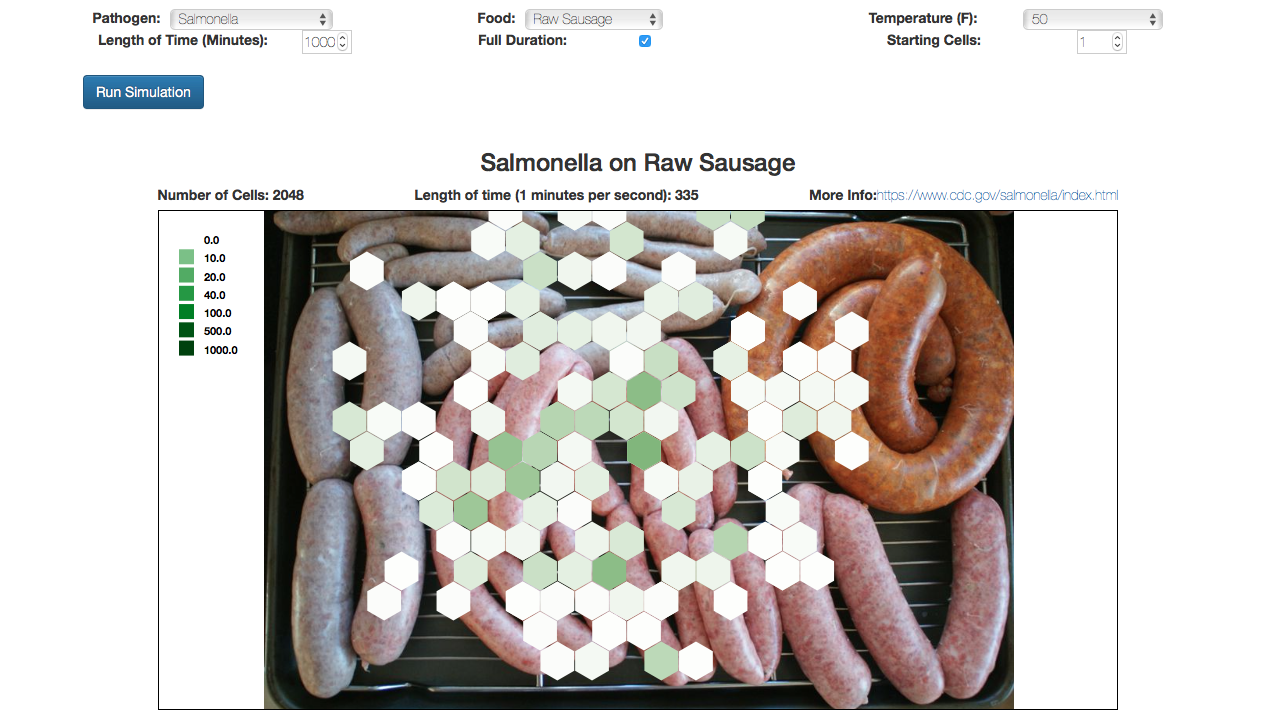 Pathogen: Salmonella Food: Raw Sausage Temperature (F): 50
Length of Time (Minutes): 1000 Full Duration: Starting Cells: 1
Run Simulation
Salmonella on Raw Sausage
Number of Cells: 2048 Length of time (1 minutes per second): 335 More Info:https://www.cdc.gov/salmonella/index.html
0.0
10.0
20.0
40.0
100.0
500.0
1000.0